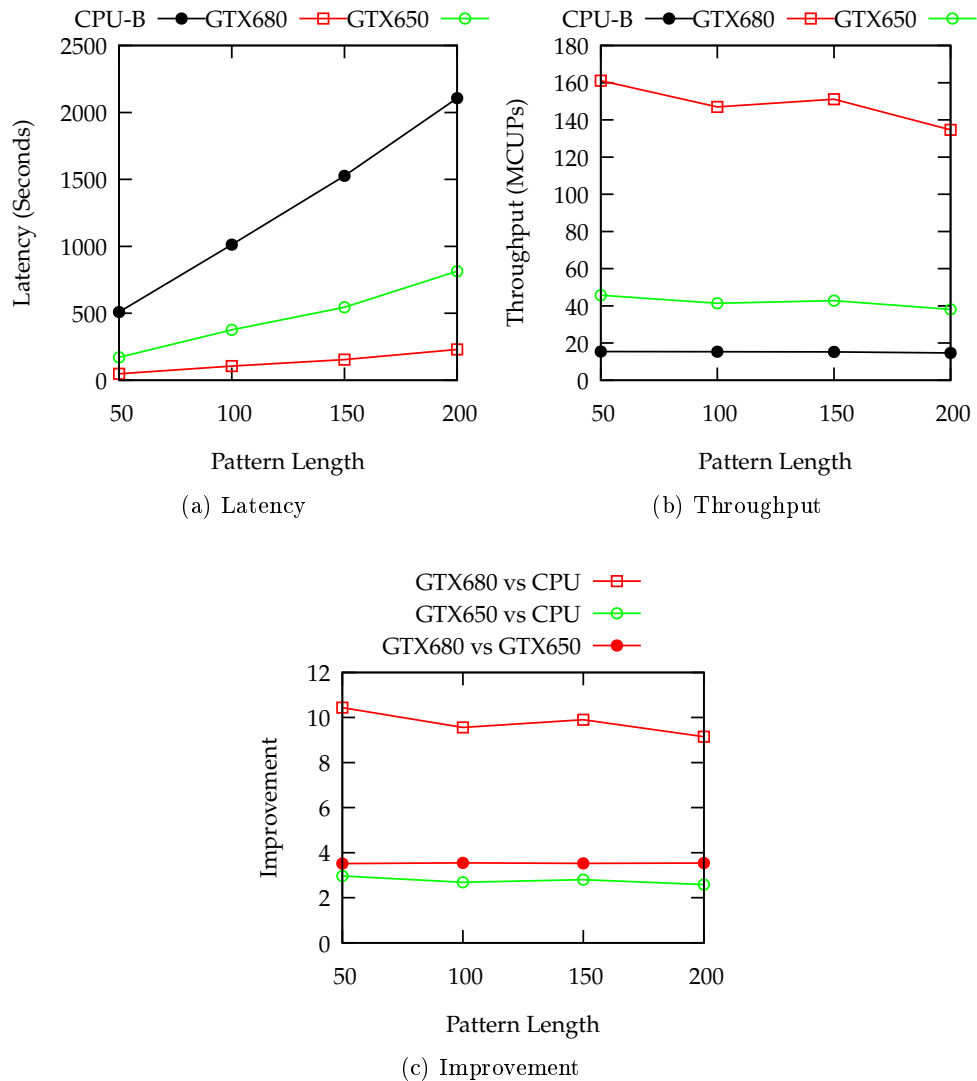 CPU-B GTX680 GTX650
2500
2000
1500
1000
500
0
Latency (Seconds)
50 100 150 200
Pattern Length
(a) Latency
CPU-B GTX680 GTX650
180
160
140
120
100
80
60
40
20
0
Throughput (MCUPs)
50 100 150 200
Pattern Length
(b) Throughput
GTX680 vs CPU
GTX650 vs CPU
GTX680 vs GTX650
12
10
8
6
4
2
0
Improvement
50 100 150 200
Pattern Length
(c) Improvement